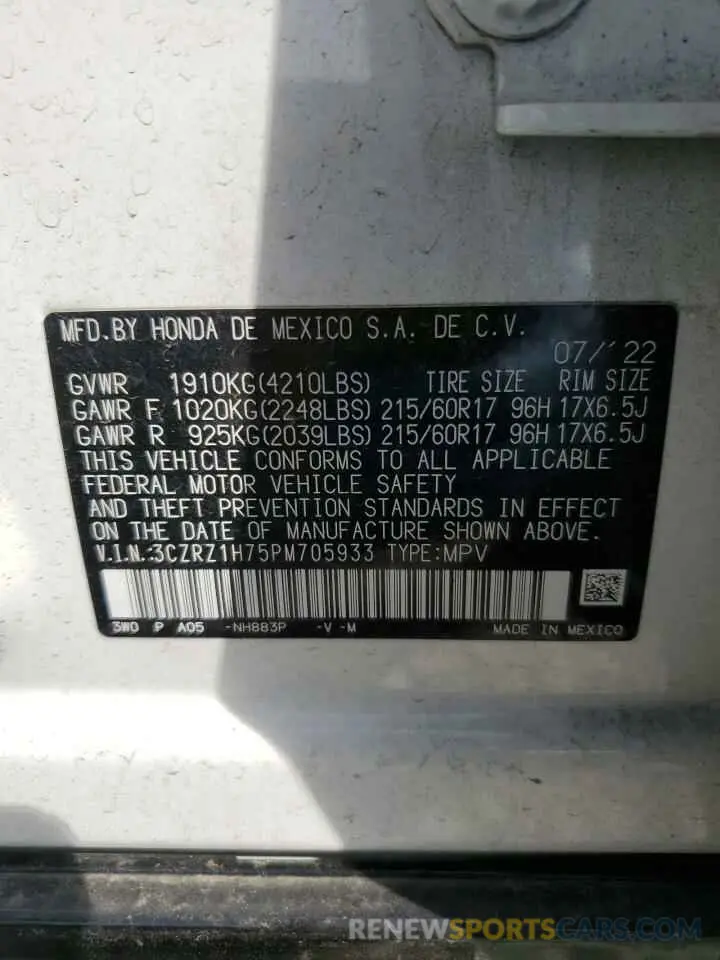 MFD.BY HONDA DE MEXICO S.A. DE C.V.
07/'22
GVWR 1910KG(4210LBS) TIRE SIZE RIM SIZE
GAWR F 1020KG(2248LBS) 215/60R17 96H 17X6.5J
GAWR R 925KG(2039LBS) 215/60R17 96H 17X6.5J
THIS VEHICLE CONFORMS TO ALL APPLICABLE
FEDERAL MOTOR VEHICLE SAFETY
AND THEFT PREVENTION STANDARDS IN EFFECT
ON THE DATE OF MANUFACTURE SHOWN ABOVE.
V.I.N.:3CZRZ1H75PM705933 TYPE:MPV
3W0 P A05 -NH883P -V -M MADE IN MEXICO
RENEWSPORTSCARS.COM